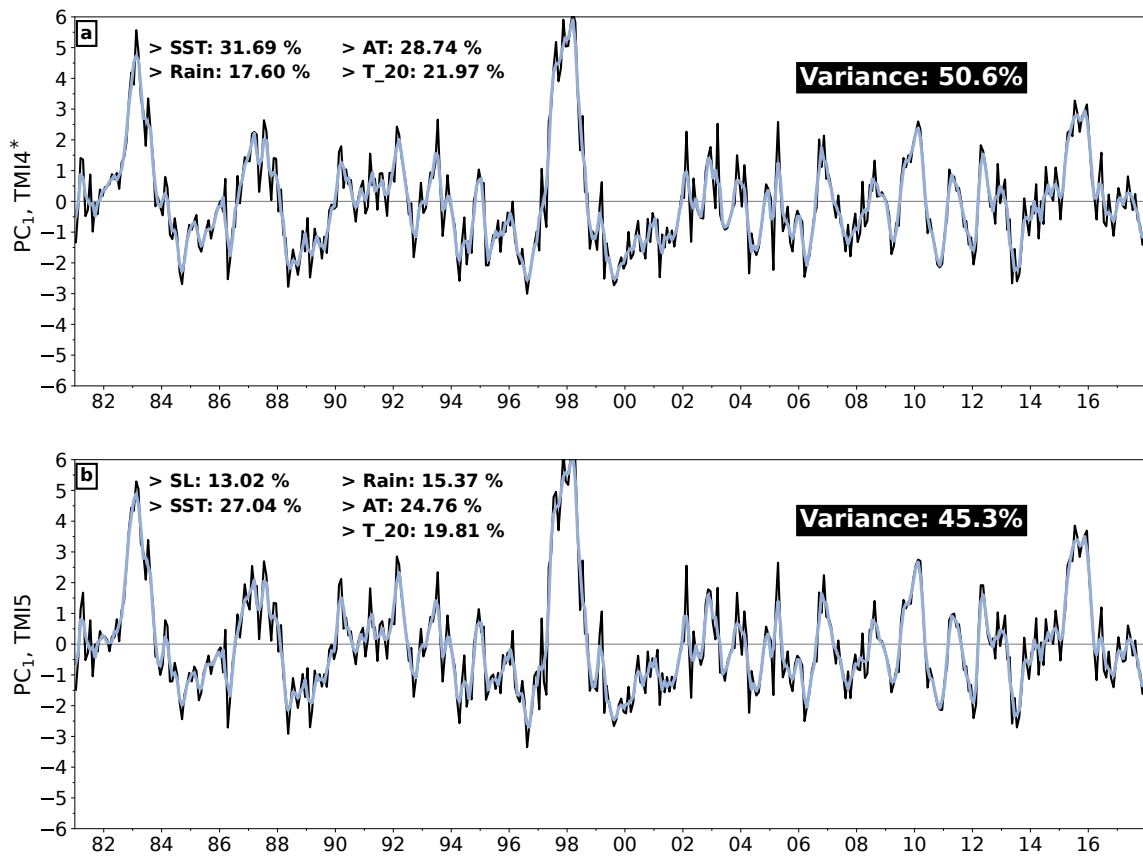 a
> SST: 31.69 % > AT: 28.74 %
> Rain: 17.60 % > T_20: 21.97 %
Variance: 50.6%
PC₁, TMI4*
6
5
4
3
2
1
0
−1
−2
−3
−4
−5
−6
82 84 86 88 90 92 94 96 98 00 02 04 06 08 10 12 14 16
b
> SL: 13.02 % > Rain: 15.37 %
> SST: 27.04 % > AT: 24.76 %
> T_20: 19.81 %
Variance: 45.3%
PC₁, TMI5
6
5
4
3
2
1
0
−1
−2
−3
−4
−5
−6
82 84 86 88 90 92 94 96 98 00 02 04 06 08 10 12 14 16